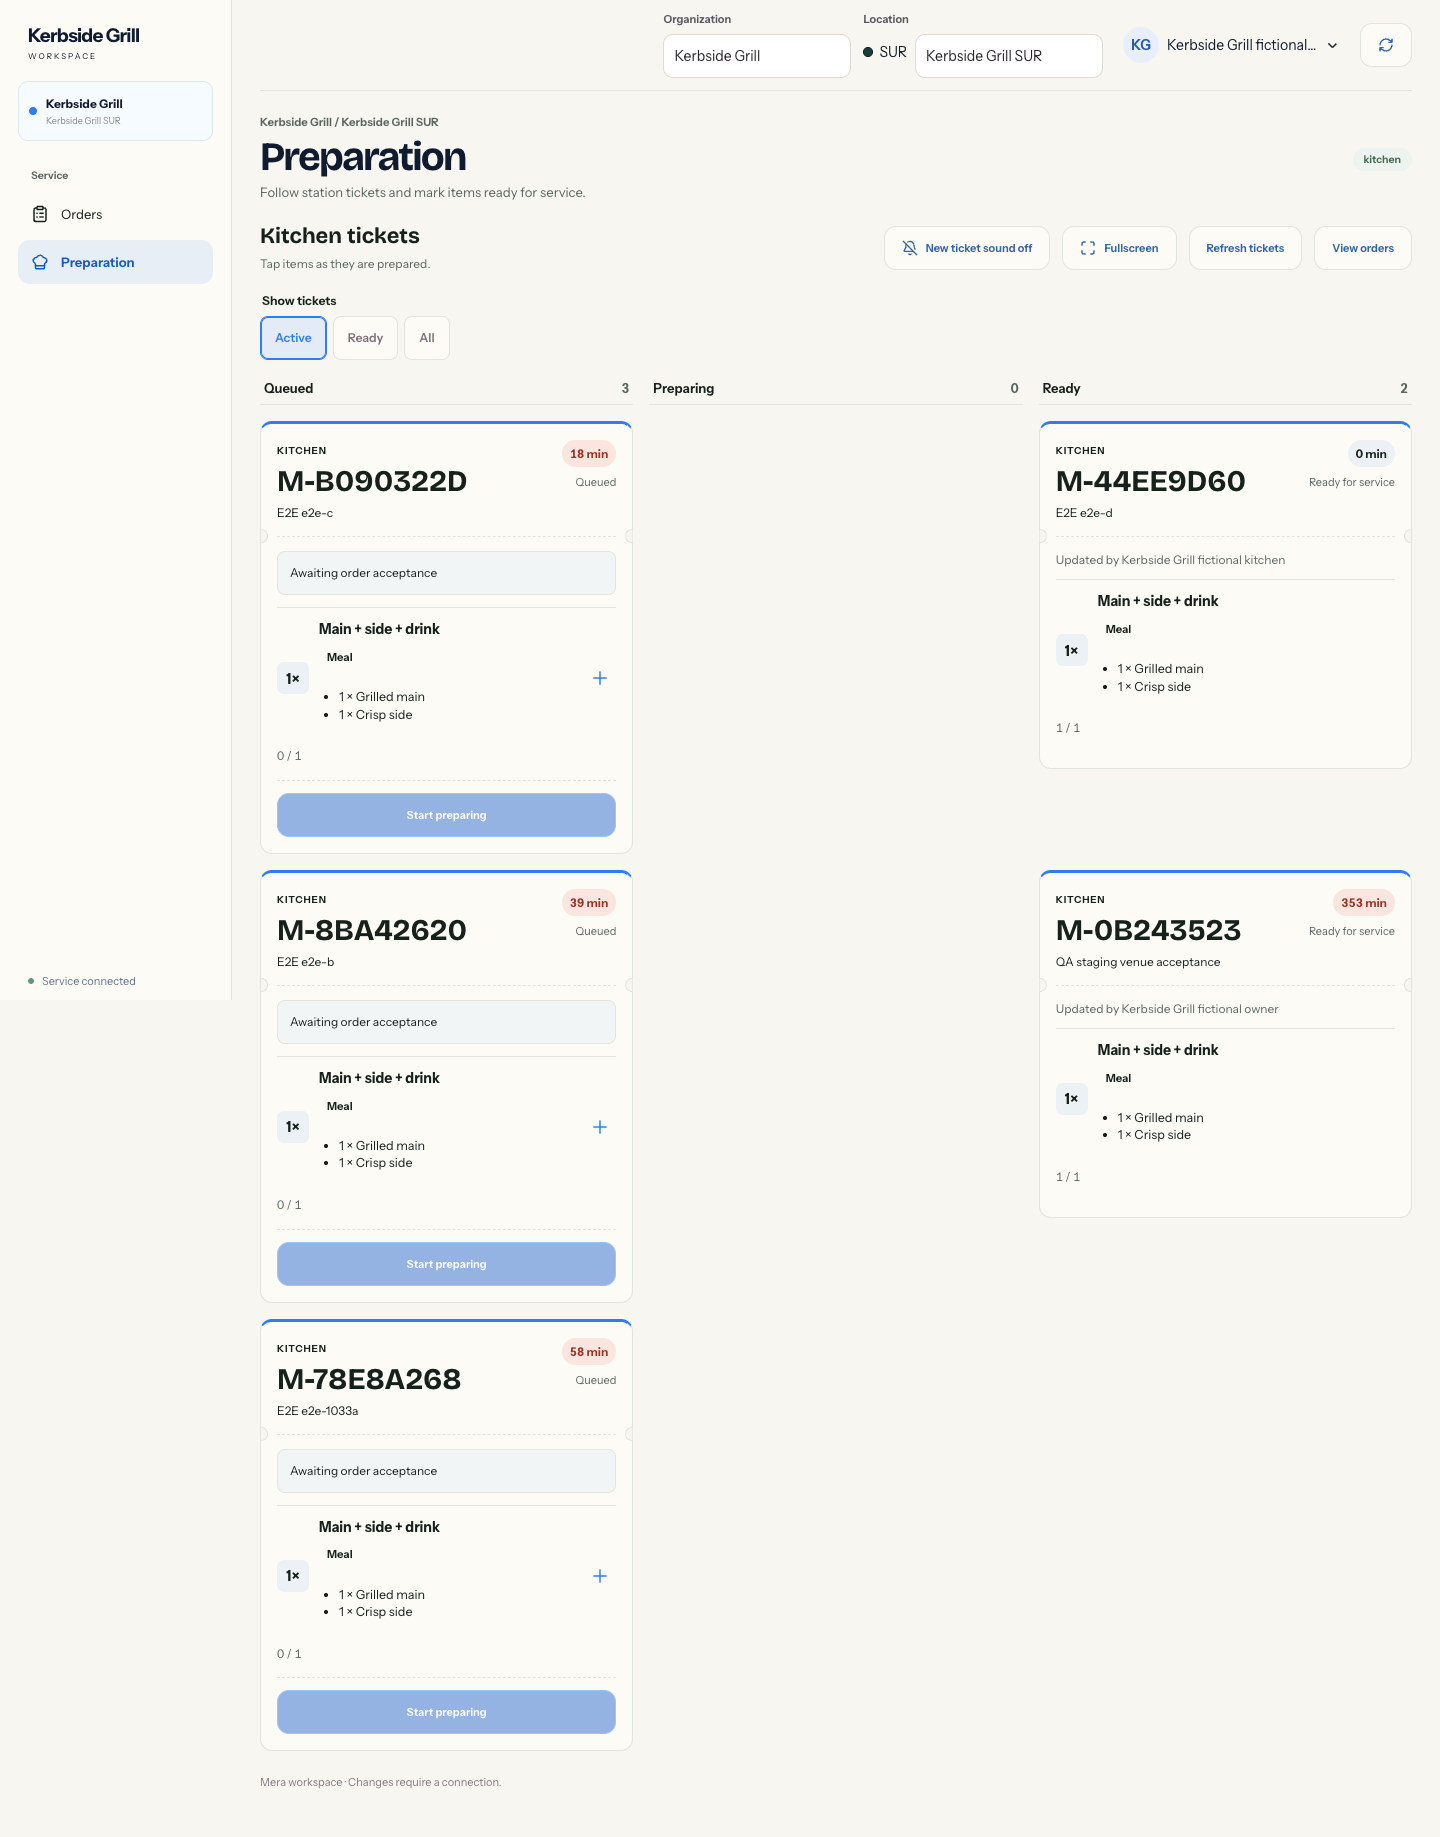 Kerbside Grill
WORKSPACE
Kerbside Grill
Kerbside Grill SUR
Service
Orders
Preparation
Service connected
Organization
Kerbside Grill
Location
SUR
Kerbside Grill SUR
KG
Kerbside Grill fictional...
Kerbside Grill / Kerbside Grill SUR
Preparation
kitchen
Follow station tickets and mark items ready for service.
Kitchen tickets
Tap items as they are prepared.
New ticket sound off
Fullscreen
Refresh tickets
View orders
Show tickets
Active
Ready
All
Queued 3
KITCHEN
18 min
M-B090322D
Queued
E2E e2e-c
Awaiting order acceptance
Main + side + drink
Meal
1×
1 × Grilled main
1 × Crisp side
0 / 1
Start preparing
KITCHEN
39 min
M-8BA42620
Queued
E2E e2e-b
Awaiting order acceptance
Main + side + drink
Meal
1×
1 × Grilled main
1 × Crisp side
0 / 1
Start preparing
KITCHEN
58 min
M-78E8A268
Queued
E2E e2e-1033a
Awaiting order acceptance
Main + side + drink
Meal
1×
1 × Grilled main
1 × Crisp side
0 / 1
Start preparing
Preparing 0
Ready 2
KITCHEN
0 min
M-44EE9D60
Ready for service
E2E e2e-d
Updated by Kerbside Grill fictional kitchen
Main + side + drink
Meal
1×
1 × Grilled main
1 × Crisp side
1 / 1
KITCHEN
353 min
M-0B243523
Ready for service
QA staging venue acceptance
Updated by Kerbside Grill fictional owner
Main + side + drink
Meal
1×
1 × Grilled main
1 × Crisp side
1 / 1
Mera workspace · Changes require a connection.